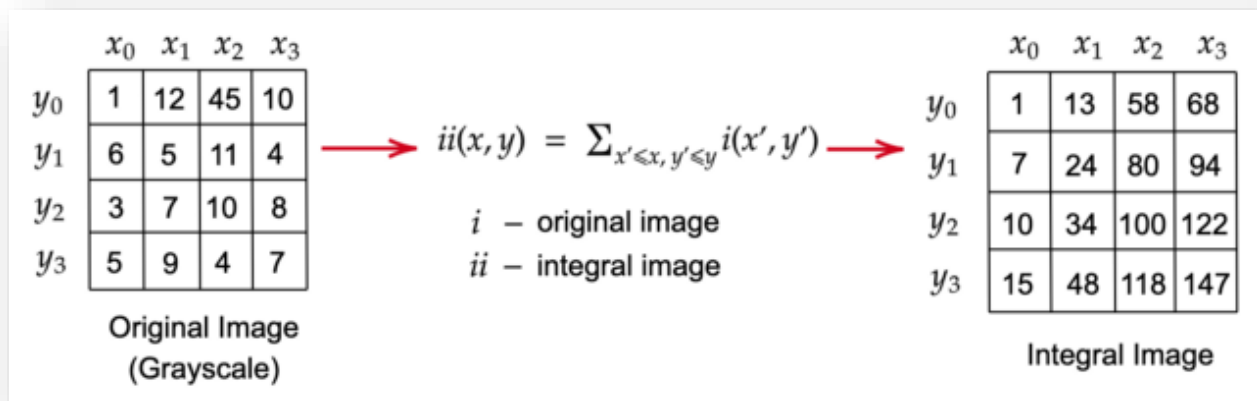 x₀ x₁ x₂ x₃
y₀ 1 12 45 10
y₁ 6 5 11 4
y₂ 3 7 10 8
y₃ 5 9 4 7
Original Image
(Grayscale)
ii(x, y) = ∑x′⩽x, y′⩽y i(x′, y′)
i – original image
ii – integral image
x₀ x₁ x₂ x₃
y₀ 1 13 58 68
y₁ 7 24 80 94
y₂ 10 34 100 122
y₃ 15 48 118 147
Integral Image